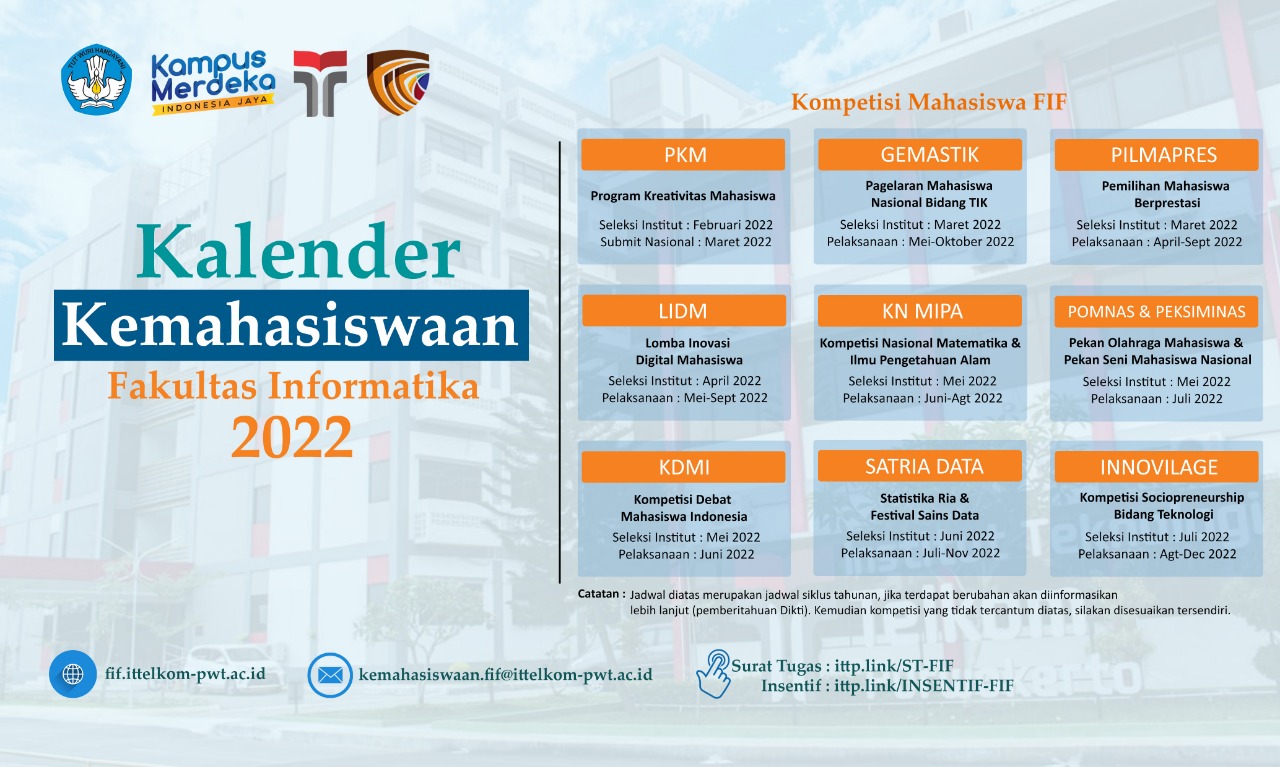 TUT WURI HANDAYANI
Kampus
Merdeka
INDONESIA JAYA
Kalender
Kemahasiswaan
Fakultas Informatika
2022
Kompetisi Mahasiswa FIF
PKM
Program Kreativitas Mahasiswa
Seleksi Institut : Februari 2022
Submit Nasional : Maret 2022
GEMASTIK
Pagelaran Mahasiswa
Nasional Bidang TIK
Seleksi Institut : Maret 2022
Pelaksanaan : Mei-Oktober 2022
PILMAPRES
Pemilihan Mahasiswa
Berprestasi
Seleksi Institut : Maret 2022
Pelaksanaan : April-Sept 2022
LIDM
Lomba Inovasi
Digital Mahasiswa
Seleksi Institut : April 2022
Pelaksanaan : Mei-Sept 2022
KN MIPA
Kompetisi Nasional Matematika &
Ilmu Pengetahuan Alam
Seleksi Institut : Mei 2022
Pelaksanaan : Juni-Agt 2022
POMNAS & PEKSIMINAS
Pekan Olahraga Mahasiswa &
Pekan Seni Mahasiswa Nasional
Seleksi Institut : Mei 2022
Pelaksanaan : Juli 2022
KDMI
Kompetisi Debat
Mahasiswa Indonesia
Seleksi Institut : Mei 2022
Pelaksanaan : Juni 2022
SATRIA DATA
Statistika Ria &
Festival Sains Data
Seleksi Institut : Juni 2022
Pelaksanaan : Juli-Nov 2022
INNOVILAGE
Kompetisi Sociopreneurship
Bidang Teknologi
Seleksi Institut : Juli 2022
Pelaksanaan : Agt-Dec 2022
Catatan : Jadwal diatas merupakan jadwal siklus tahunan, jika terdapat berubahan akan diinformasikan
lebih lanjut (pemberitahuan Dikti). Kemudian kompetisi yang tidak tercantum diatas, silakan disesuaikan tersendiri.
fif.ittelkom-pwt.ac.id
kemahasiswaan.fif@ittelkom-pwt.ac.id
Surat Tugas : ittp.link/ST-FIF
Insentif : ittp.link/INSENTIF-FIF